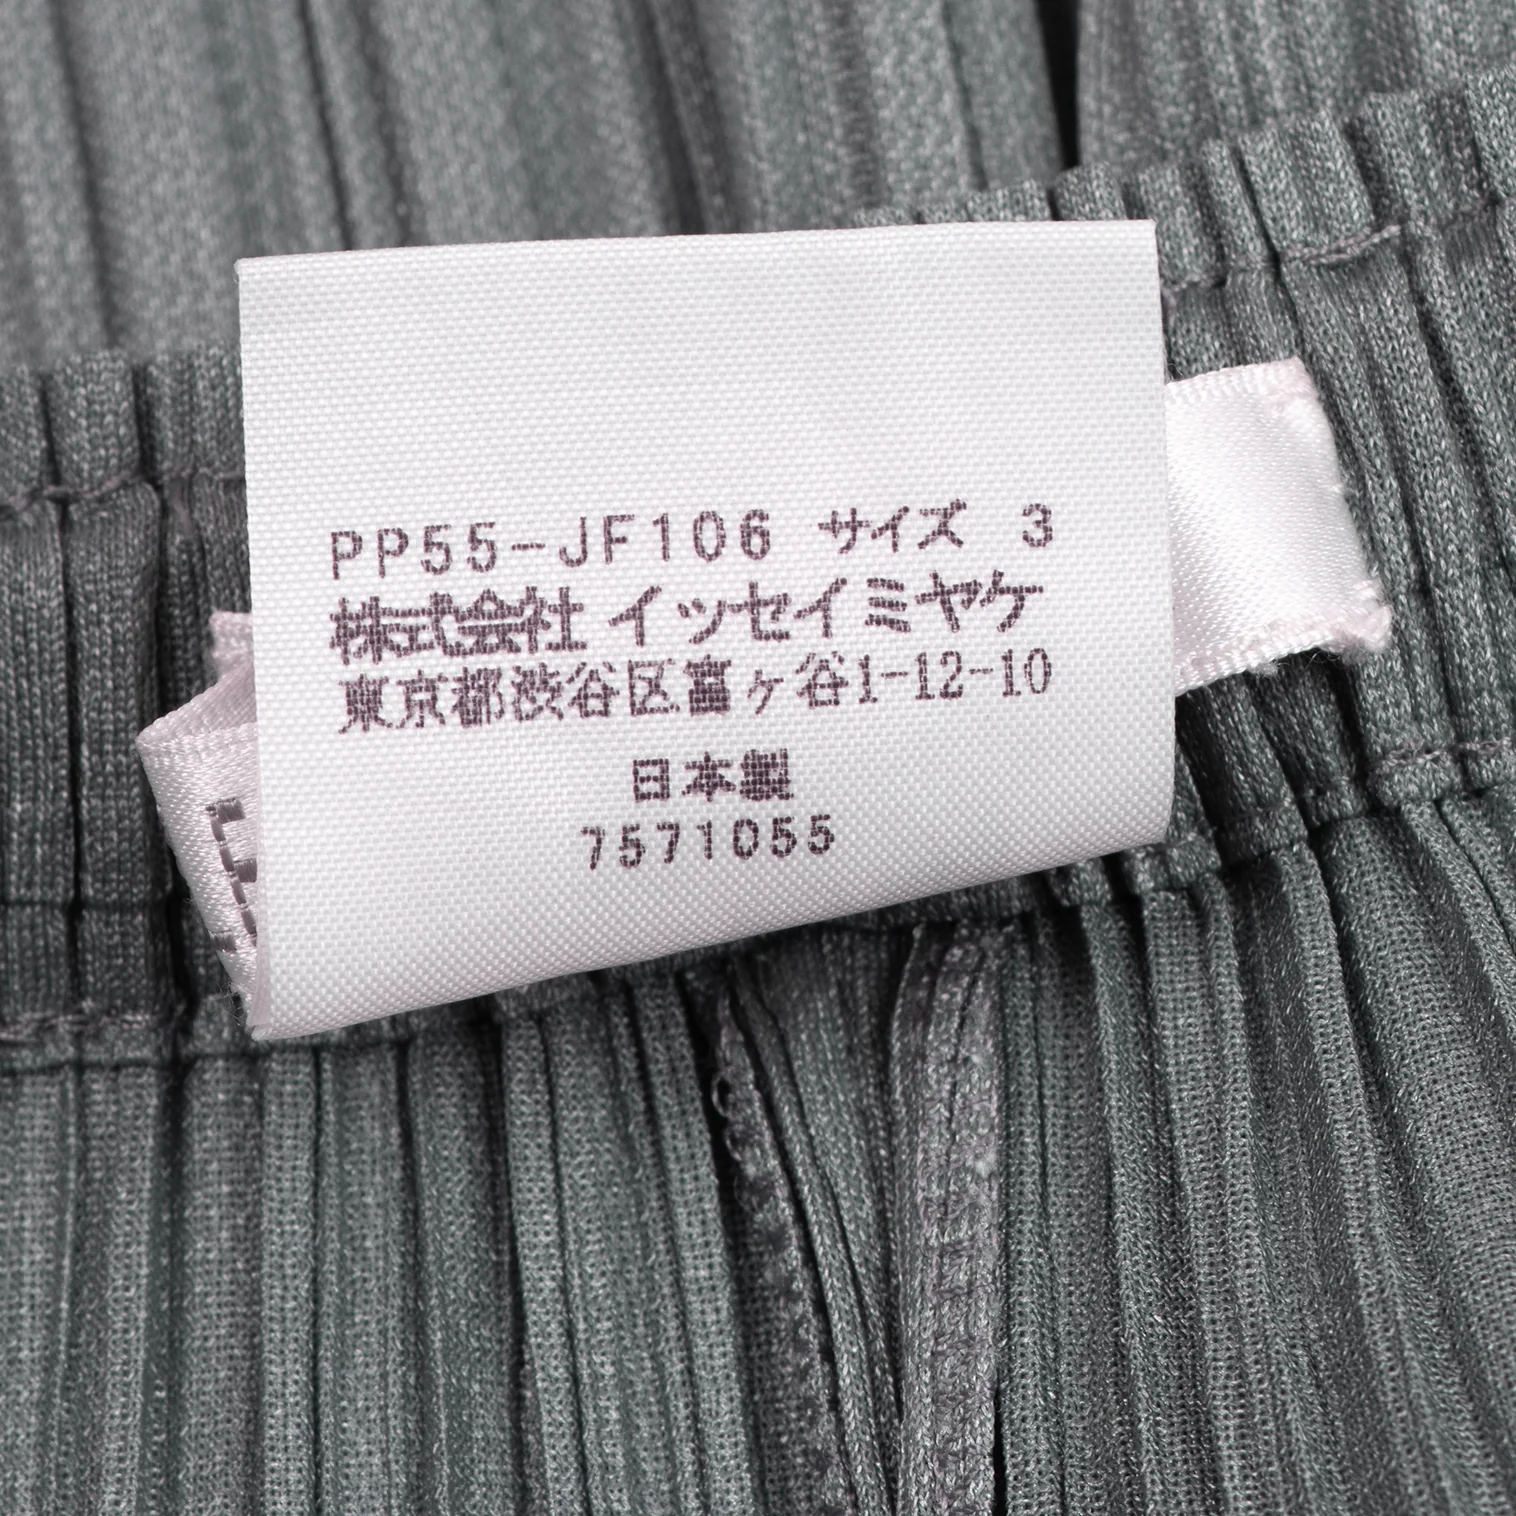 PP55-JF106 サイズ 3
株式会社 イッセイミヤケ
東京都渋谷区富ヶ谷1-12-10
日本製
7571055